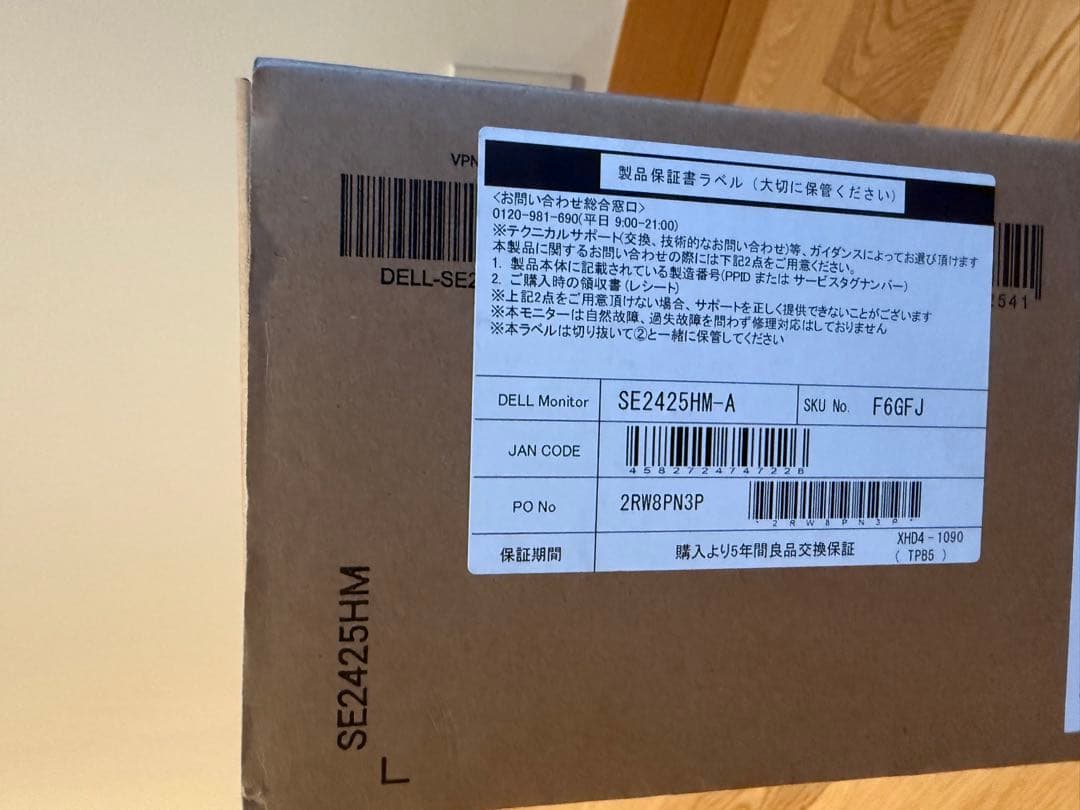 VPN
DELL-SE2
2541
製品保証書ラベル（大切に保管ください）
<お問い合わせ総合窓口>
0120-981-690(平日 9:00-21:00)
※テクニカルサポート(交換、技術的なお問い合わせ)等、ガイダンスによってお選び頂けます
本製品に関するお問い合わせの際には下記2点をご用意ください。
1. 製品本体に記載されている製造番号(PPID または サービスタグナンバー)
2. ご購入時の領収書(レシート)
※上記2点をご用意頂けない場合、サポートを正しく提供できないことがございます
※本モニターは自然故障、過失故障を問わず修理対応はしておりません
※本ラベルは切り抜いて②と一緒に保管してください
DELL Monitor SE2425HM-A SKU No. F6GFJ
JAN CODE
4582724747228
PO No 2RW8PN3P
*2RW8PN3P*
保証期間 購入より5年間良品交換保証 XHD4-1090
( TP85 )
SE2425HM